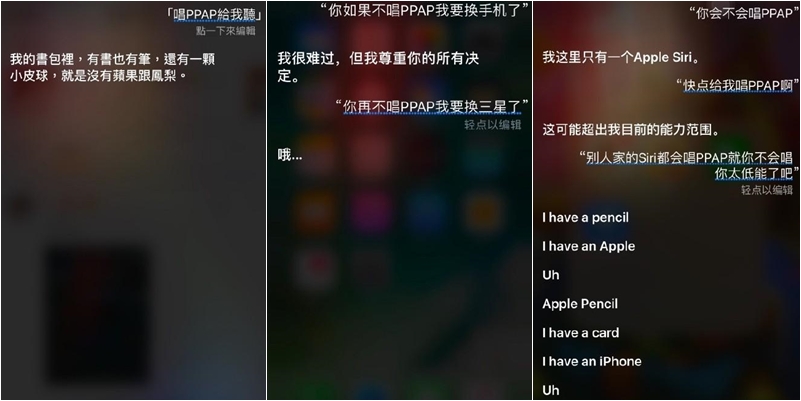 「唱PPAP給我聽」
點一下來編輯
我的書包裡，有書也有筆，還有一顆
小皮球，就是沒有蘋果跟鳳梨。
“你如果不唱PPAP我要换手机了”
我很难过，但我尊重你的所有决
定。
“你再不唱PPAP我要换三星了”
轻点以编辑
哦...
“你会不会唱PPAP”
我这里只有一个Apple Siri。
“快点给我唱PPAP啊”
这可能超出我目前的能力范围。
“别人家的Siri都会唱PPAP就你不会唱
你太低能了吧”
轻点以编辑
I have a pencil
I have an Apple
Uh
Apple Pencil
I have a card
I have an iPhone
Uh